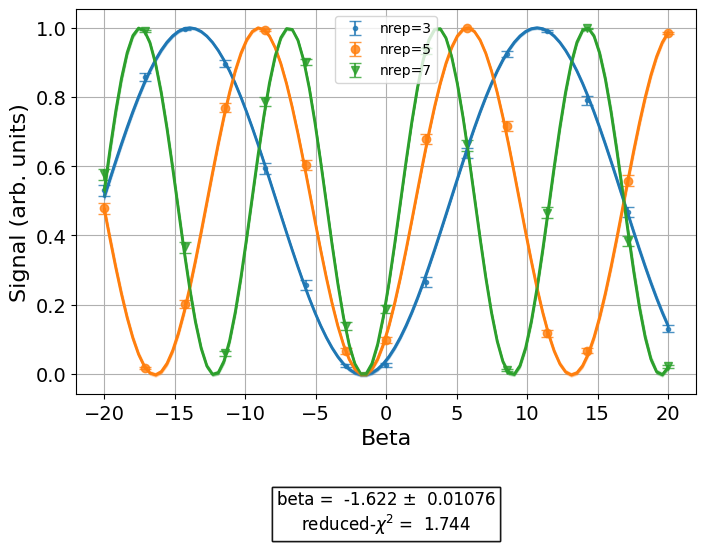 nrep=3
nrep=5
nrep=7
1.0
0.8
0.6
0.4
0.2
0.0
Signal (arb. units)
−20 −15 −10 −5 0 5 10 15 20
Beta
beta =  -1.622 ±  0.01076
reduced-χ² =  1.744